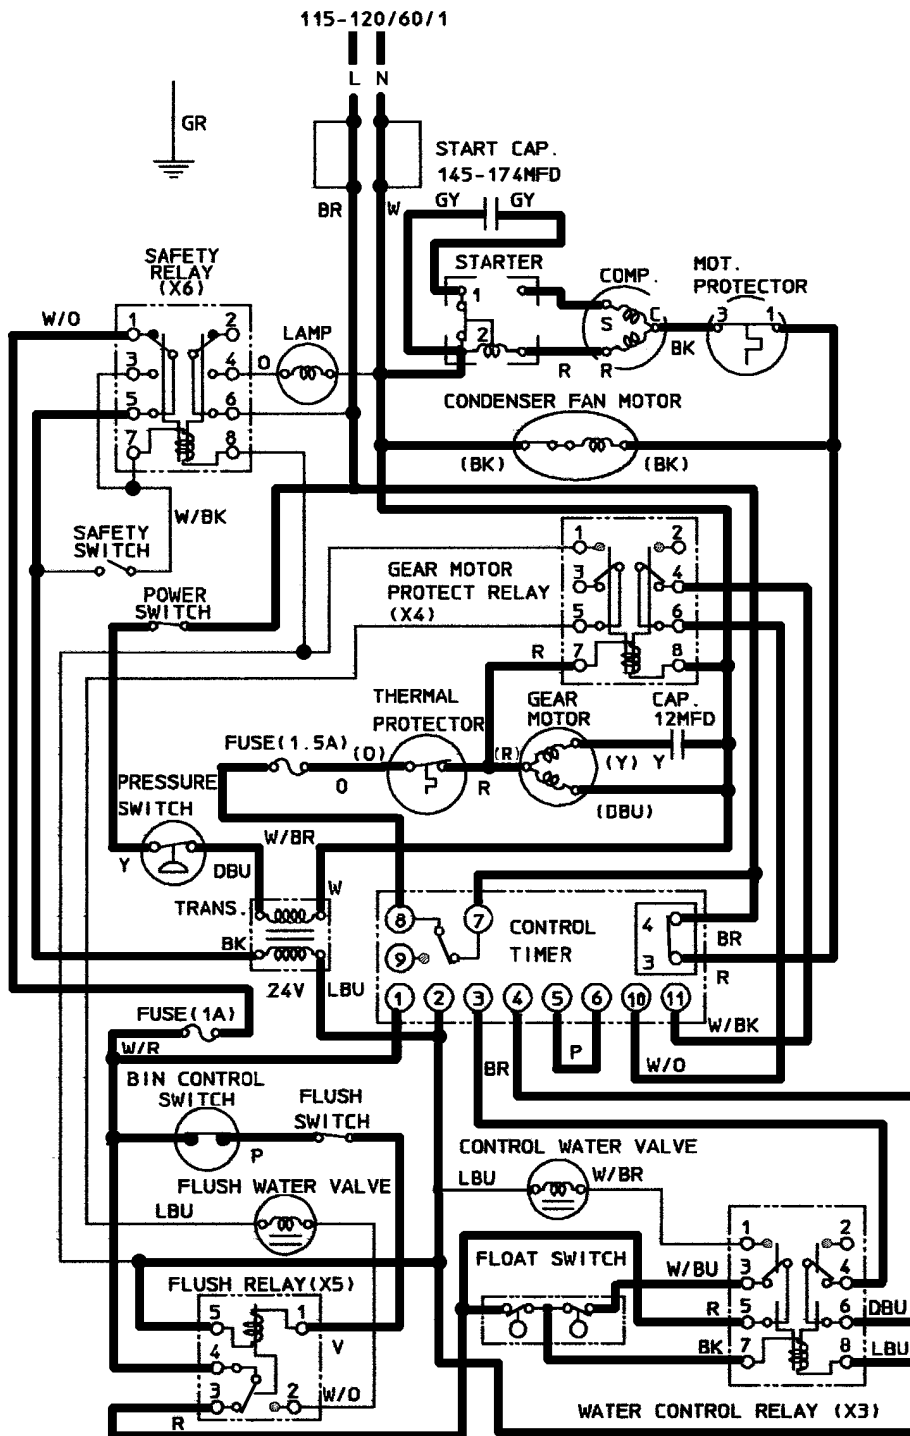 115-120/60/1
L N
GR
START CAP.
145-174MFD
GY GY
BR W
SAFETY
RELAY
(X6)
STARTER
COMP.
MOT.
PROTECTOR
W/O
1 2
3 4
5 6
7 8
LAMP
O
1
2
S C
R R
BK
3 1
CONDENSER FAN MOTOR
(BK) (BK)
W/BK
SAFETY
SWITCH
POWER
SWITCH
GEAR MOTOR
PROTECT RELAY
(X4)
1 2
3 4
5 6
7 8
R
THERMAL
PROTECTOR
GEAR
MOTOR
CAP.
12MFD
FUSE(1.5A)
(O)
O
R
(R)
(Y) Y
(DBU)
PRESSURE
SWITCH
Y
DBU
W/BR
W
TRANS.
BK
24V
LBU
CONTROL
TIMER
8 7
9
4
3
BR
R
1 2 3 4 5 6 10 11
W/BK
FUSE(1A)
W/R
BR
P
W/O
BIN CONTROL
SWITCH
FLUSH
SWITCH
P
CONTROL WATER VALVE
LBU
W/BR
FLUSH WATER VALVE
LBU
FLOAT SWITCH
W/BU
R
BK
1 2
3 4
5 6
7 8
DBU
LBU
FLUSH RELAY(X5)
5 1
4
3 2
V
W/O
R
WATER CONTROL RELAY (X3)